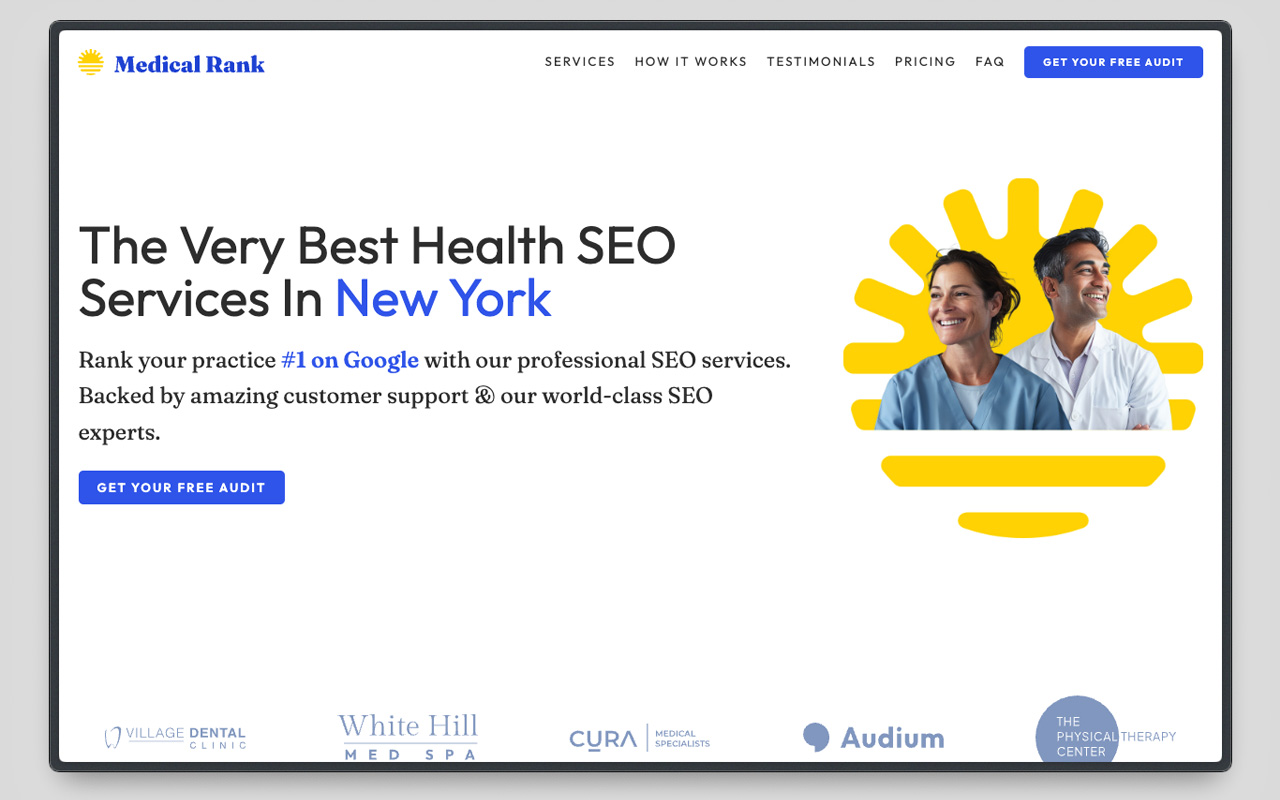 Medical Rank
SERVICES
HOW IT WORKS
TESTIMONIALS
PRICING
FAQ
GET YOUR FREE AUDIT
The Very Best Health SEO
Services In New York
Rank your practice #1 on Google with our professional SEO services.
Backed by amazing customer support & our world-class SEO
experts.
GET YOUR FREE AUDIT
VILLAGE DENTAL
CLINIC
White Hill
MED SPA
CURA
MEDICAL
SPECIALISTS
Audium
THE
PHYSICAL THERAPY
CENTER